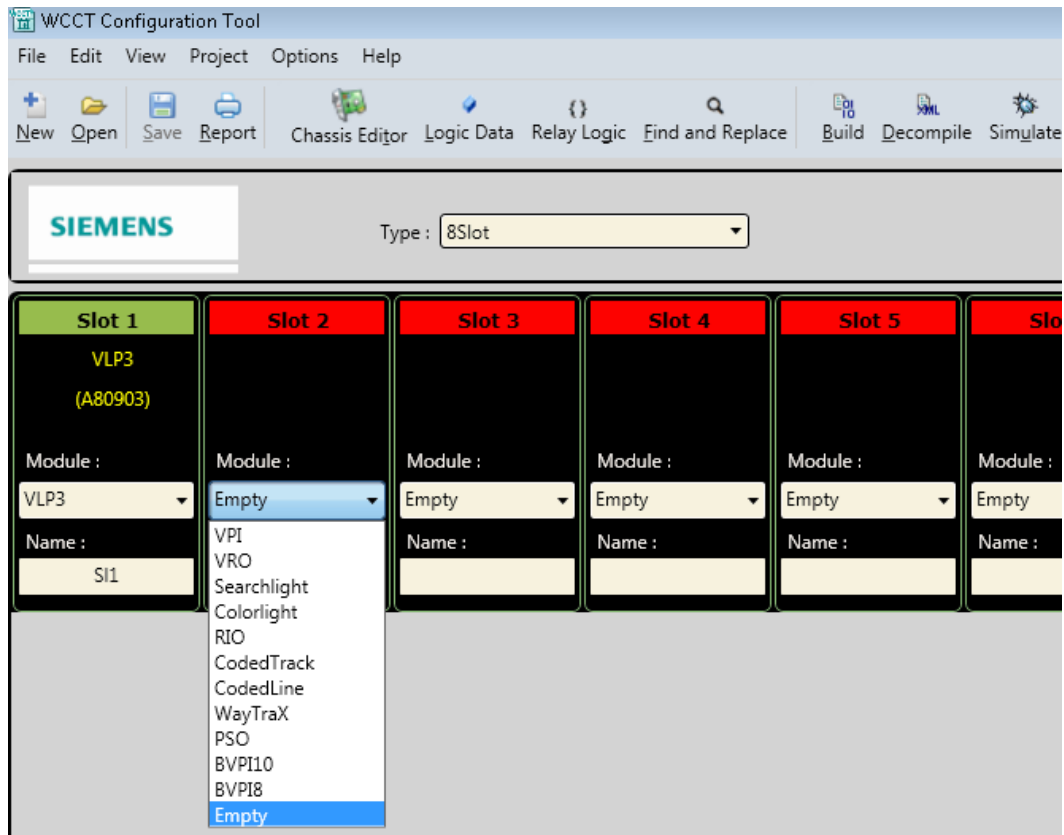 WCCT Configuration Tool
File Edit View Project Options Help
New Open Save Report Chassis Editor Logic Data Relay Logic Find and Replace Build Decompile Simulate
SIEMENS
Type : 8Slot
Slot 1 Slot 2 Slot 3 Slot 4 Slot 5 Slo
VLP3
(A80903)
Module : Module : Module : Module : Module : Module :
VLP3 Empty Empty Empty Empty Empty
Name : Name : Name : Name : Name :
SI1
VPI
VRO
Searchlight
Colorlight
RIO
CodedTrack
CodedLine
WayTraX
PSO
BVPI10
BVPI8
Empty